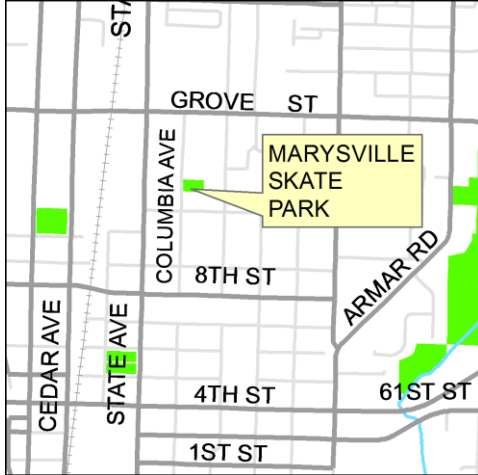 STA
GROVE ST
COLUMBIA AVE
MARYSVILLE
SKATE
PARK
8TH ST
ARMAR RD
CEDAR AVE
STATE AVE
4TH ST
61ST ST
1ST ST